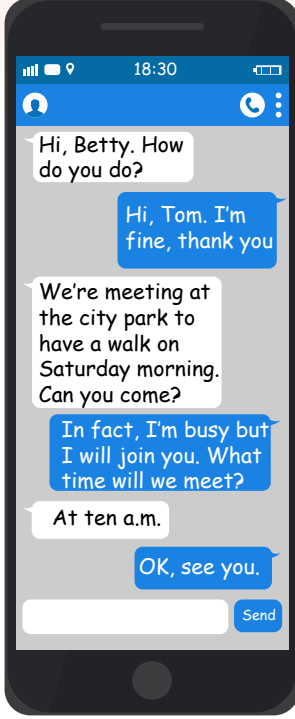 18:30
Hi, Betty. How
do you do?
Hi, Tom. I'm
fine, thank you
We're meeting at
the city park to
have a walk on
Saturday morning.
Can you come?
In fact, I'm busy but
I will join you. What
time will we meet?
At ten a.m.
OK, see you.
Send